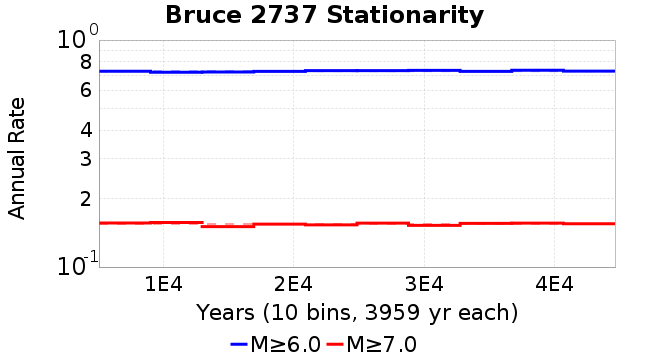 Bruce 2737 Stationarity
Annual Rate
10^0
8
6
4
3
2
10^-1
1E4 2E4 3E4 4E4
Years (10 bins, 3959 yr each)
M≥6.0 M≥7.0